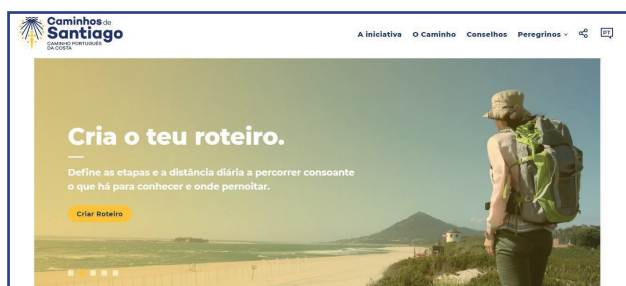 Caminhos de
Santiago
CAMINHO PORTUGUÊS
DA COSTA
A iniciativa O Caminho Conselhos Peregrinos PT
Cria o teu roteiro.
Define as etapas e a distância diária a percorrer consoante
o que há para conhecer e onde pernoitar.
Criar Roteiro